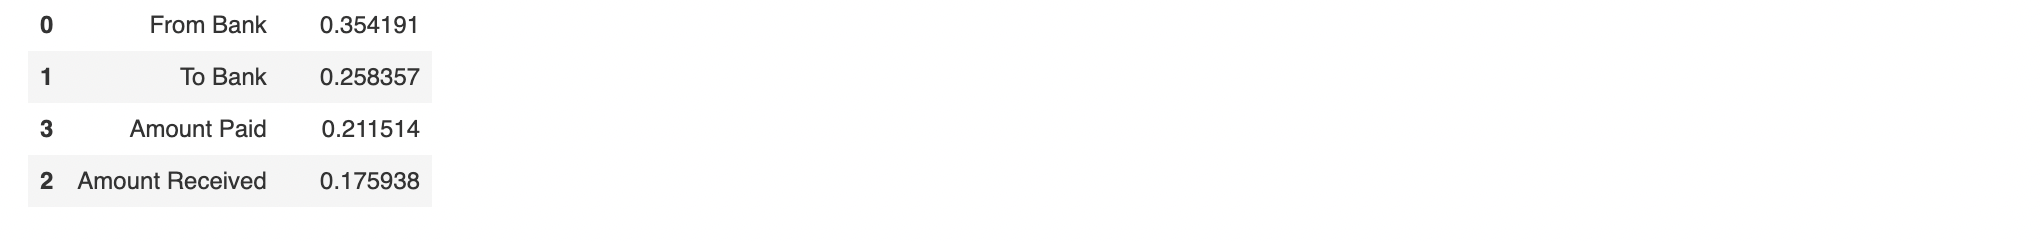 0 From Bank 0.354191
1 To Bank 0.258357
3 Amount Paid 0.211514
2 Amount Received 0.175938